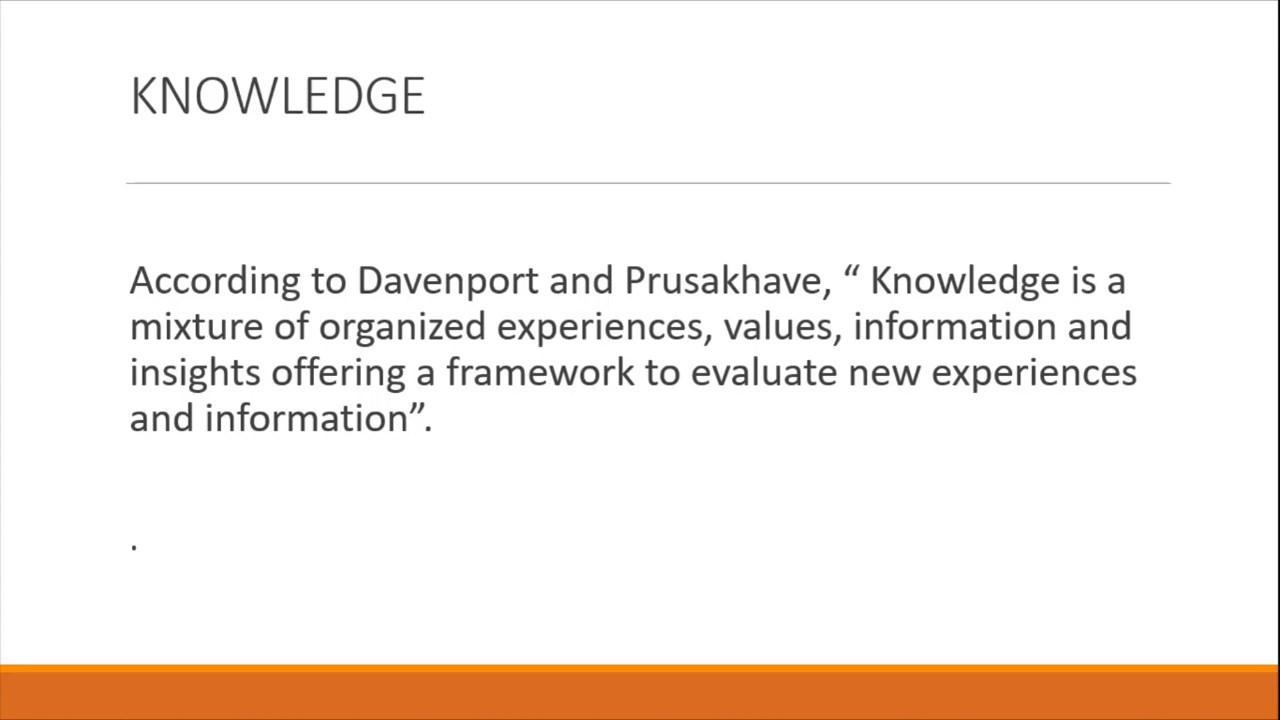 KNOWLEDGE
According to Davenport and Prusakhave, “ Knowledge is a
mixture of organized experiences, values, information and
insights offering a framework to evaluate new experiences
and information”.
.